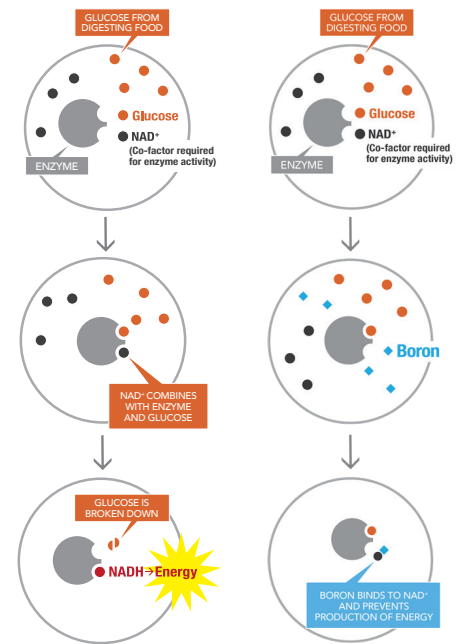 GLUCOSE FROM
DIGESTING FOOD
Glucose
NAD⁺
(Co-factor required
for enzyme activity)
ENZYME
GLUCOSE FROM
DIGESTING FOOD
Glucose
NAD⁺
(Co-factor required
for enzyme activity)
ENZYME
NAD⁺ COMBINES
WITH ENZYME
AND GLUCOSE
Boron
GLUCOSE IS
BROKEN DOWN
NADH→Energy
BORON BINDS TO NAD⁺
AND PREVENTS
PRODUCTION OF ENERGY